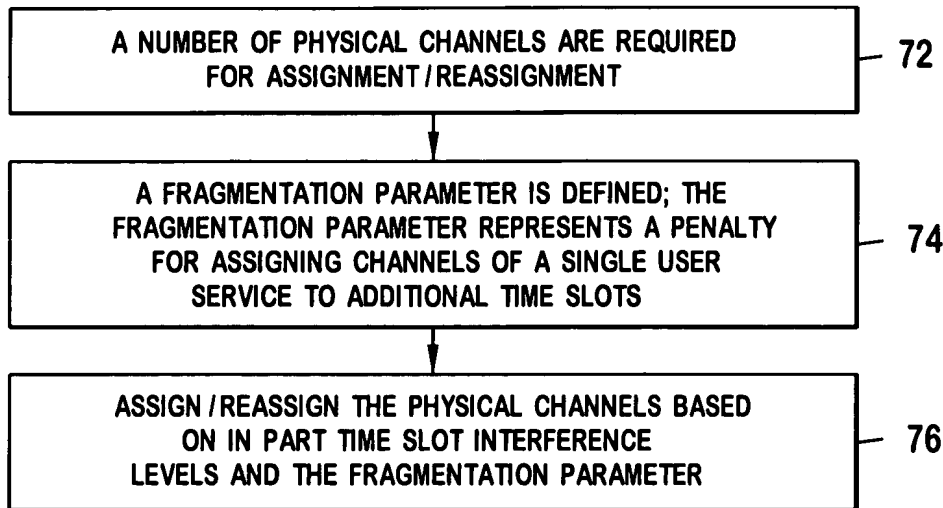 A NUMBER OF PHYSICAL CHANNELS ARE REQUIRED
FOR ASSIGNMENT/REASSIGNMENT
72
A FRAGMENTATION PARAMETER IS DEFINED; THE
FRAGMENTATION PARAMETER REPRESENTS A PENALTY
FOR ASSIGNING CHANNELS OF A SINGLE USER
SERVICE TO ADDITIONAL TIME SLOTS
74
ASSIGN/REASSIGN THE PHYSICAL CHANNELS BASED
ON IN PART TIME SLOT INTERFERENCE
LEVELS AND THE FRAGMENTATION PARAMETER
76